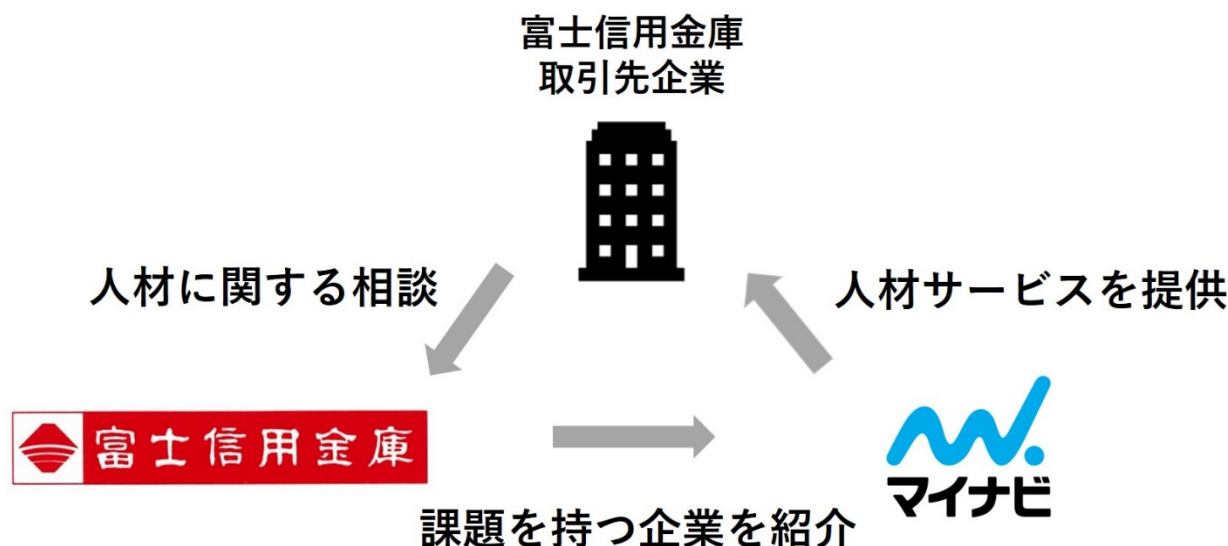 富士信用金庫
取引先企業
人材に関する相談
人材サービスを提供
富士信用金庫
マイナビ
課題を持つ企業を紹介